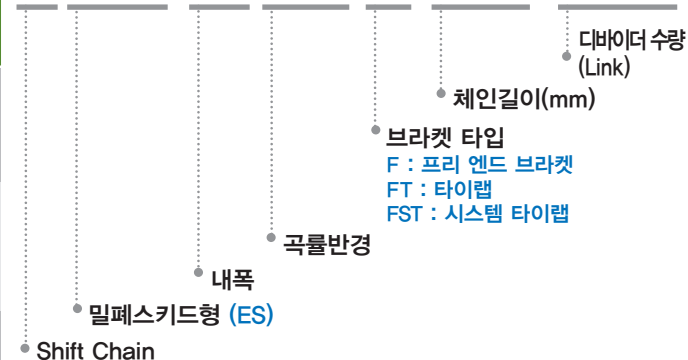 디바이더 수량
(Link)
체인길이(mm)
브라켓 타입
F : 프리 엔드 브라켓
FT : 타이랩
FST : 시스템 타이랩
곡률반경
내폭
밀폐스키드형 (ES)
Shift Chain